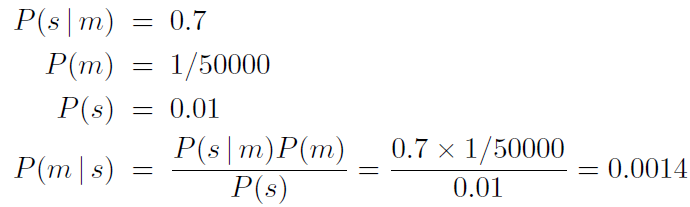 P(s | m) = 0.7
P(m) = 1/50000
P(s) = 0.01
P(m | s) = P(s | m)P(m) / P(s) = 0.7 × 1/50000 / 0.01 = 0.0014